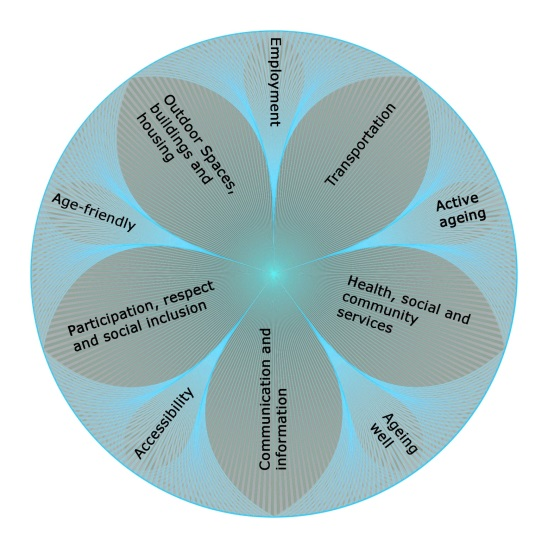 Employment
Transportation
Active
ageing
Health, social and
community
services
Ageing
well
Communication and
information
Accessibility
Participation, respect
and social inclusion
Age-friendly
Outdoor Spaces,
buildings and
housing